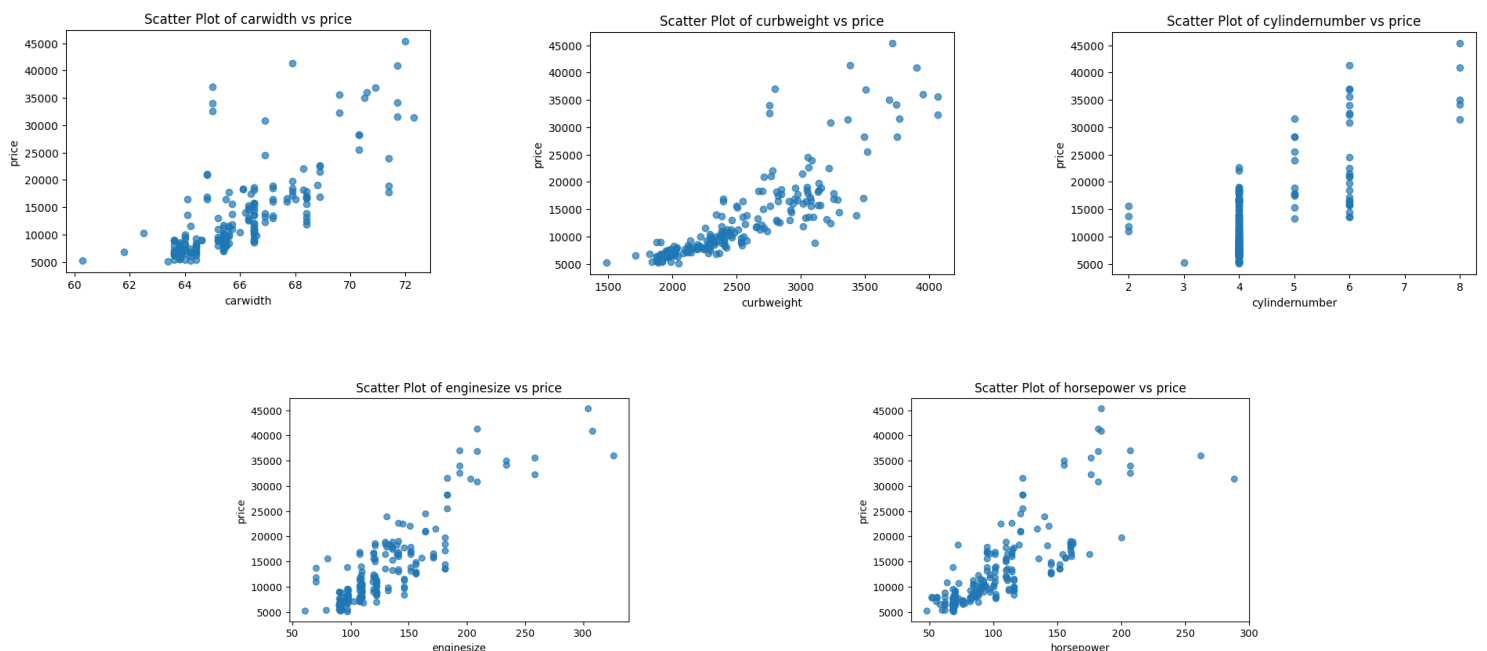 Scatter Plot of carwidth vs price
45000
40000
35000
30000
25000
20000
15000
10000
5000
price
60 62 64 66 68 70 72
carwidth
Scatter Plot of curbweight vs price
45000
40000
35000
30000
25000
20000
15000
10000
5000
price
1500 2000 2500 3000 3500 4000
curbweight
Scatter Plot of cylindernumber vs price
45000
40000
35000
30000
25000
20000
15000
10000
5000
price
2 3 4 5 6 7 8
cylindernumber
Scatter Plot of enginesize vs price
45000
40000
35000
30000
25000
20000
15000
10000
5000
price
50 100 150 200 250 300
enginesize
Scatter Plot of horsepower vs price
45000
40000
35000
30000
25000
20000
15000
10000
5000
price
50 100 150 200 250 300
horsepower